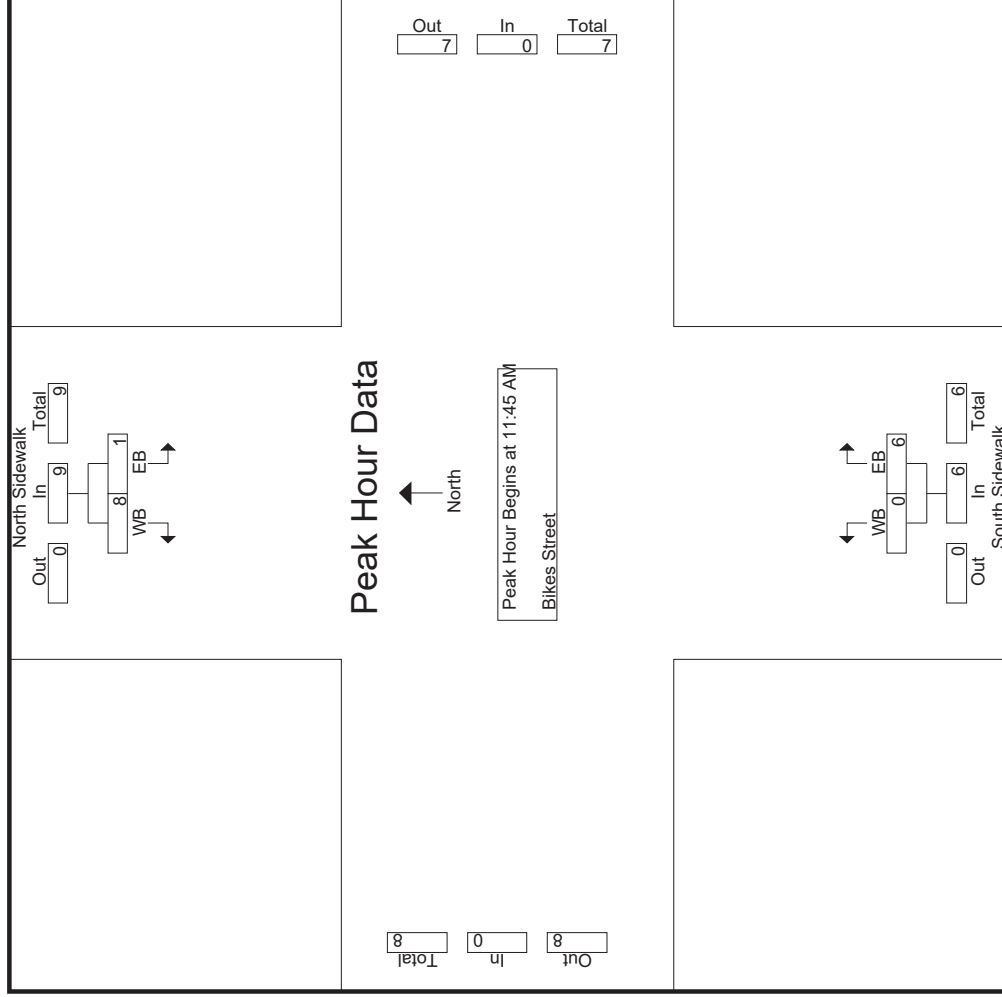 North Sidewalk
Out In Total
0 9 9
8 1
WB EB
Out In Total
7 0 7
Peak Hour Data
North
Peak Hour Begins at 11:45 AM
Bikes Street
Total In Out
8 0 8
WB EB
0 6
0 6 6
Out In Total
South Sidewalk